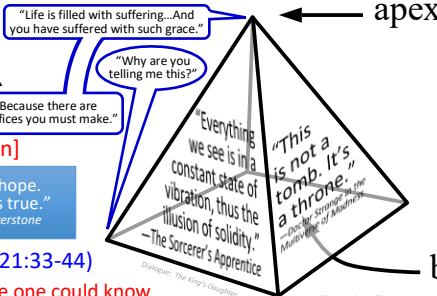 “Life is filled with suffering...And
you have suffered with such grace.”
apex
“Why are you
telling me this?”
Because there are
fices you must make.”
n]
hope.
s true.”
erstone
21:33-44)
e one could know
“Everything
we see is in a
constant state of
vibration, thus the
illusion of solidity.”
—The Sorcerer's Apprentice
“This
is not a
tomb. It's
a throne.”
—Doctor Strange in the
Multiverse of Madness
Dialogue: The King's Daughter
b